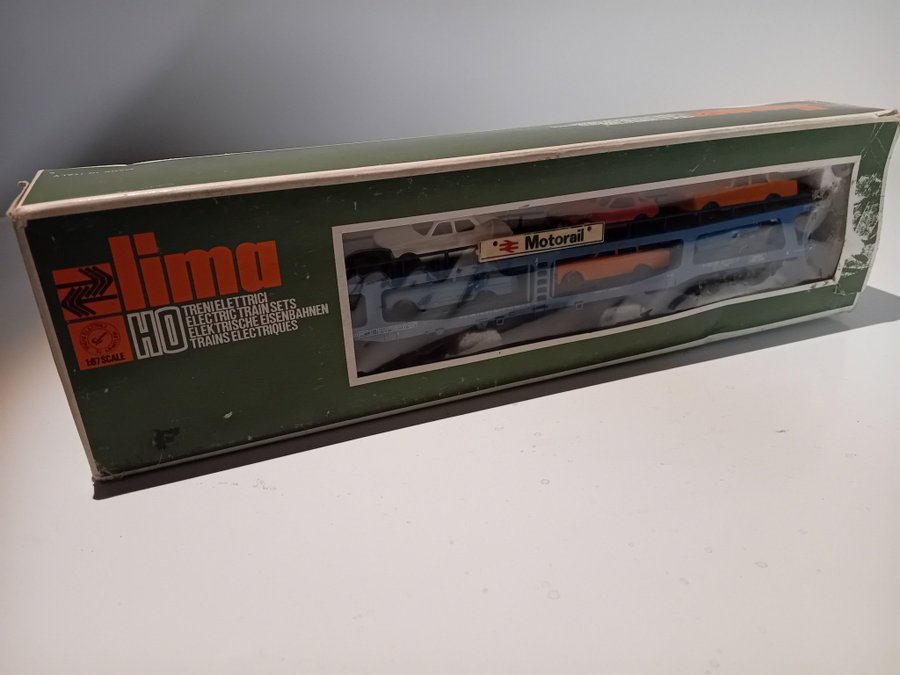 lima
HO
TRENI ELETTRICI
ELECTRIC TRAIN SETS
ELEKTRISCHE EISENBAHNEN
TRAINS ELECTRIQUES
1:87 SCALE
Motorail